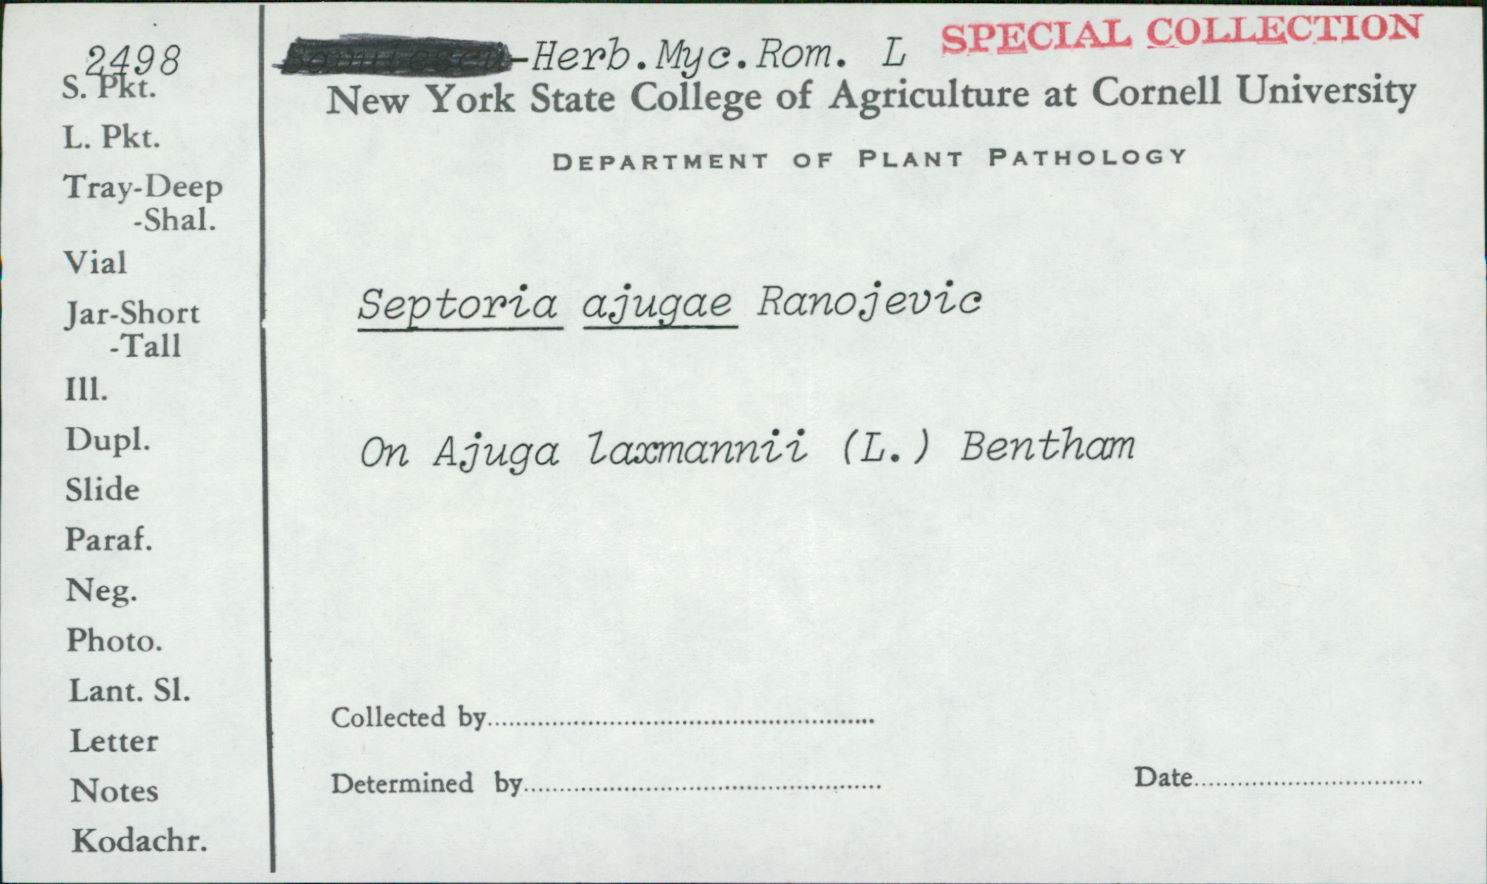 2498
S. Pkt.
L. Pkt.
Tray-Deep
-Shal.
Vial
Jar-Short
-Tall
Ill.
Dupl.
Slide
Paraf.
Neg.
Photo.
Lant. Sl.
Letter
Notes
Kodachr.
-Herb.Myc.Rom. L
SPECIAL COLLECTION
New York State College of Agriculture at Cornell University
DEPARTMENT OF PLANT PATHOLOGY
Septoria ajugae Ranojevic
On Ajuga laxmannii (L.) Bentham
Collected by
Determined by
Date